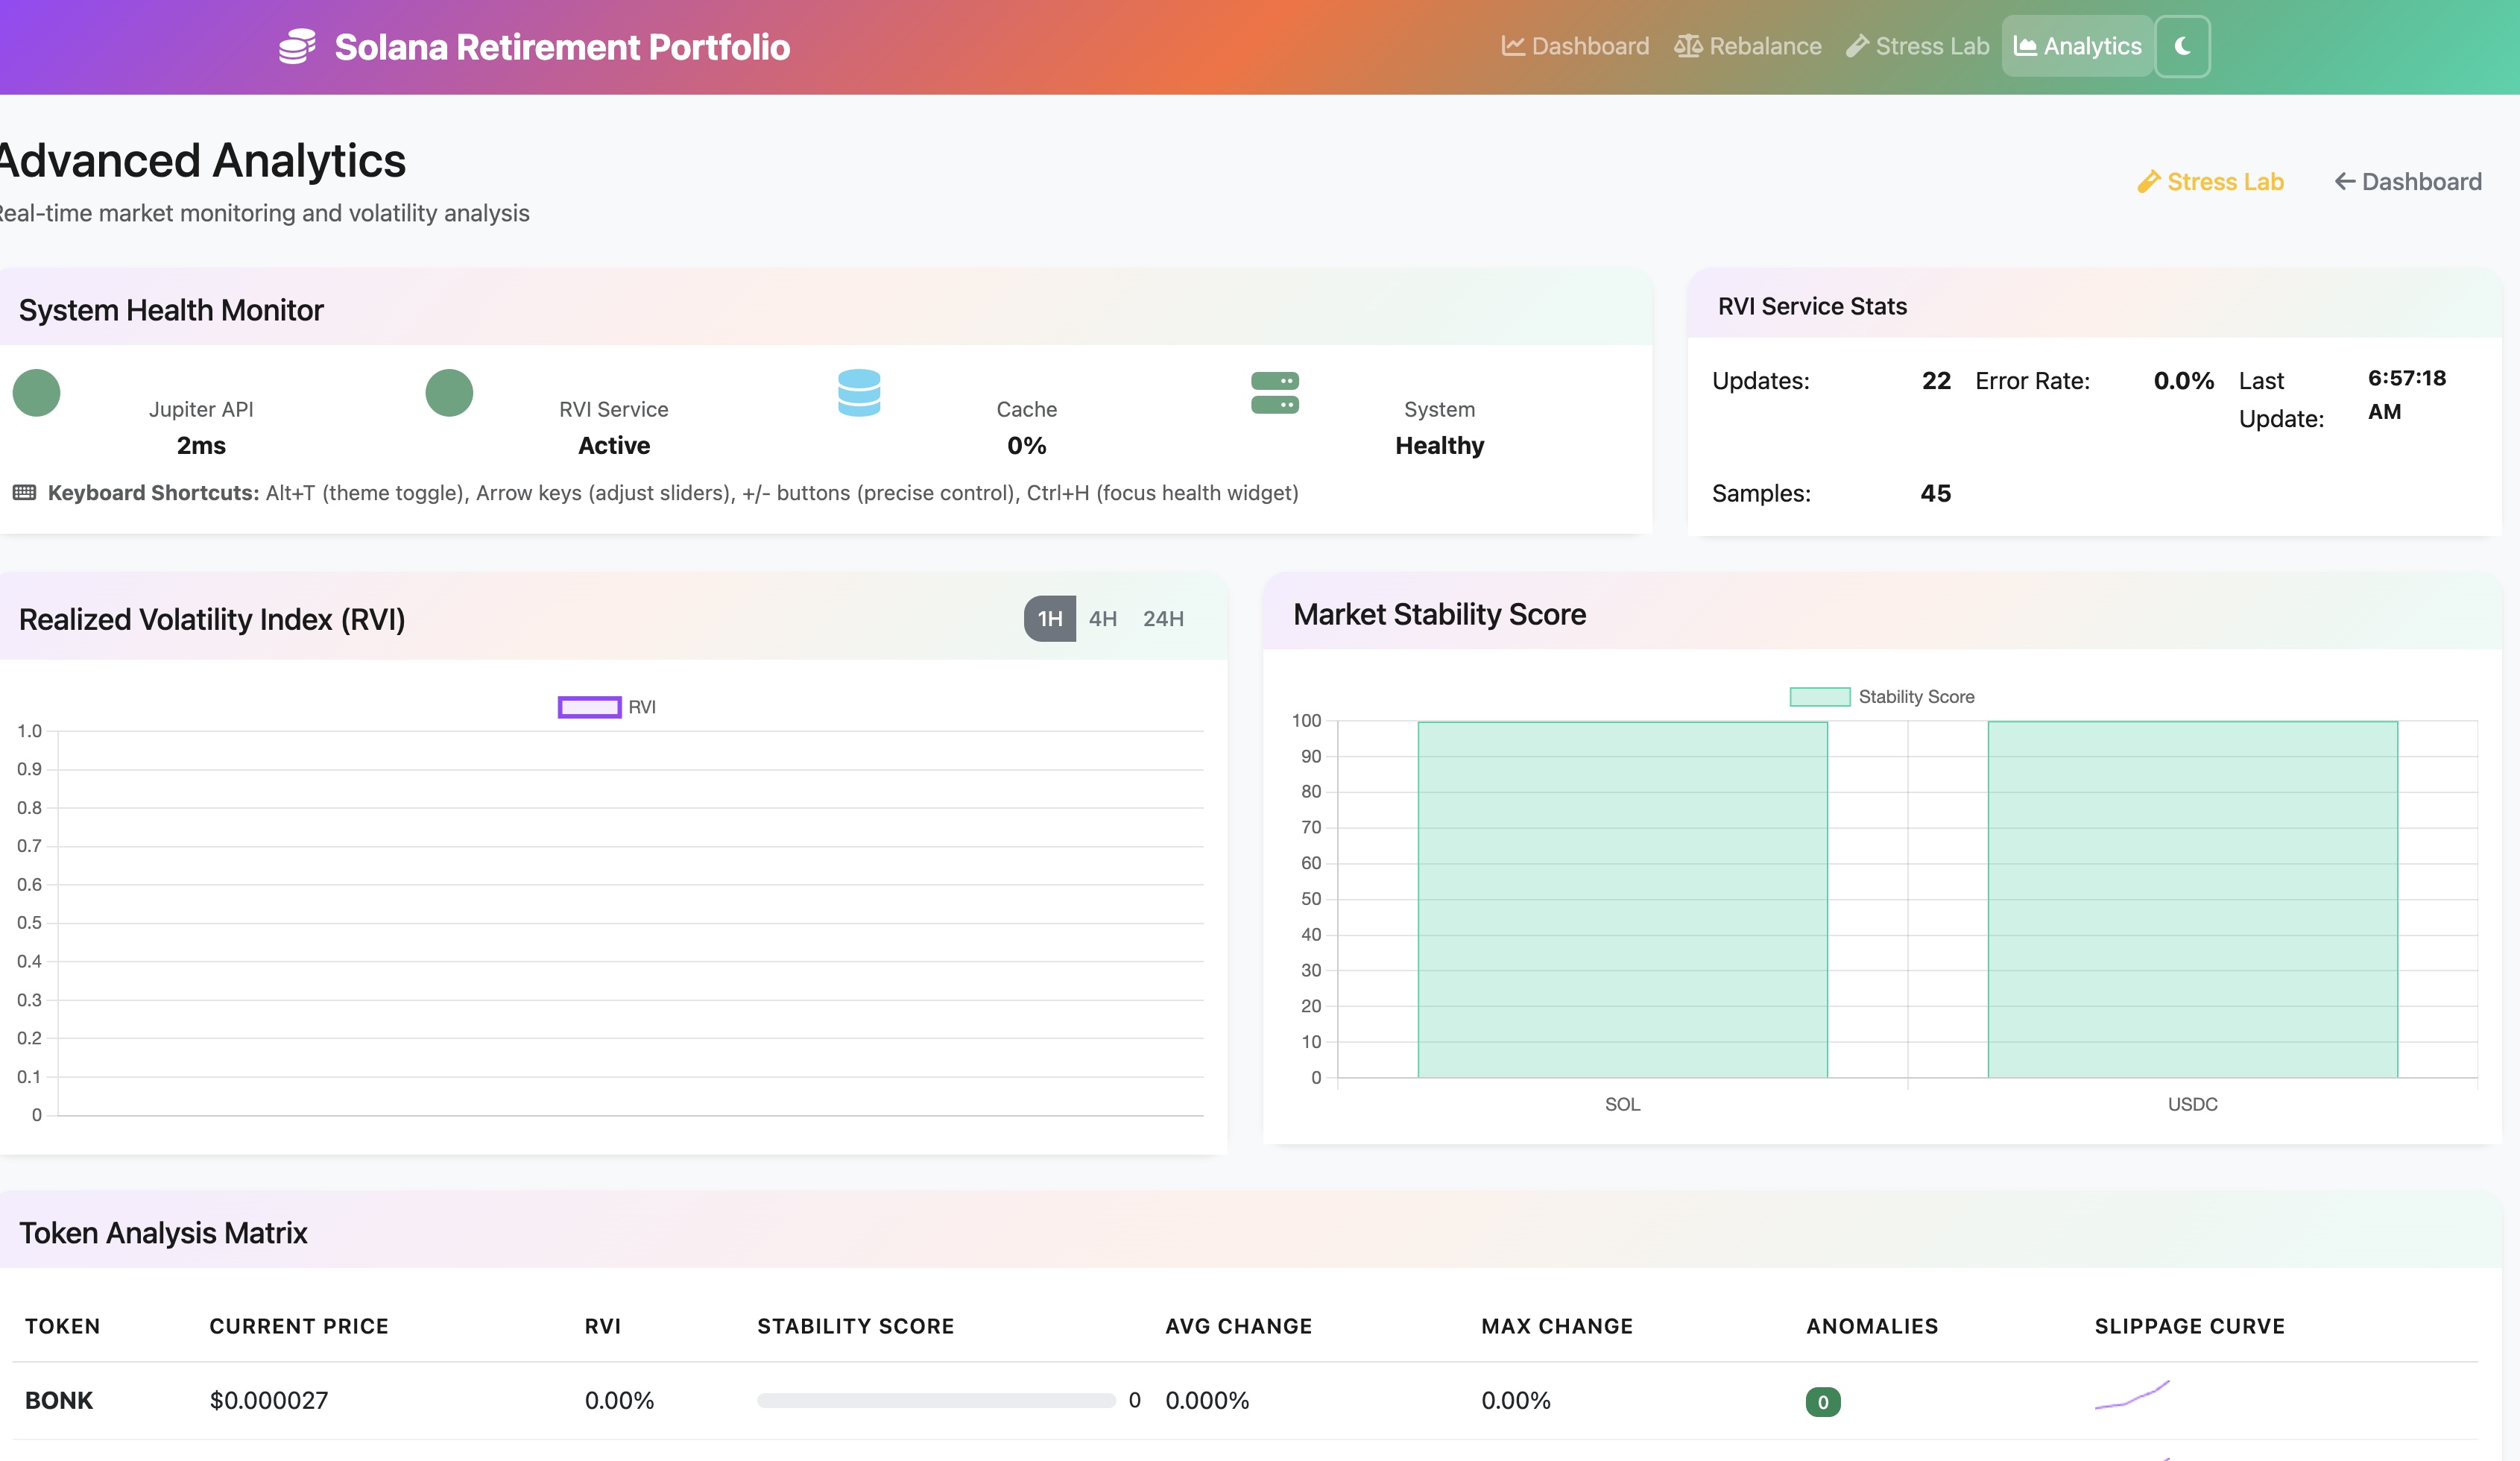 Solana Retirement Portfolio
Dashboard
Rebalance
Stress Lab
Analytics
Advanced Analytics
Real-time market monitoring and volatility analysis
Stress Lab
Dashboard
System Health Monitor
Jupiter API
2ms
RVI Service
Active
Cache
0%
System
Healthy
Keyboard Shortcuts: Alt+T (theme toggle), Arrow keys (adjust sliders), +/- buttons (precise control), Ctrl+H (focus health widget)
RVI Service Stats
Updates: 22
Error Rate: 0.0%
Last Update: 6:57:18 AM
Samples: 45
Realized Volatility Index (RVI)
1H 4H 24H
RVI
1.0
0.9
0.8
0.7
0.6
0.5
0.4
0.3
0.2
0.1
0
Market Stability Score
Stability Score
100
90
80
70
60
50
40
30
20
10
0
SOL USDC
Token Analysis Matrix
TOKEN CURRENT PRICE RVI STABILITY SCORE AVG CHANGE MAX CHANGE ANOMALIES SLIPPAGE CURVE
BONK $0.000027 0.00% 0 0.000% 0.00% 0